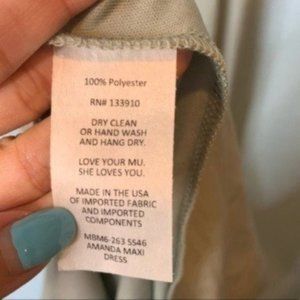 100% Polyester
RN# 133910
DRY CLEAN
OR HAND WASH
AND HANG DRY.
LOVE YOUR MU.
SHE LOVES YOU.
MADE IN THE USA
OF IMPORTED FABRIC
AND IMPORTED
COMPONENTS
MBM6-263 SS46
AMANDA MAXI
DRESS